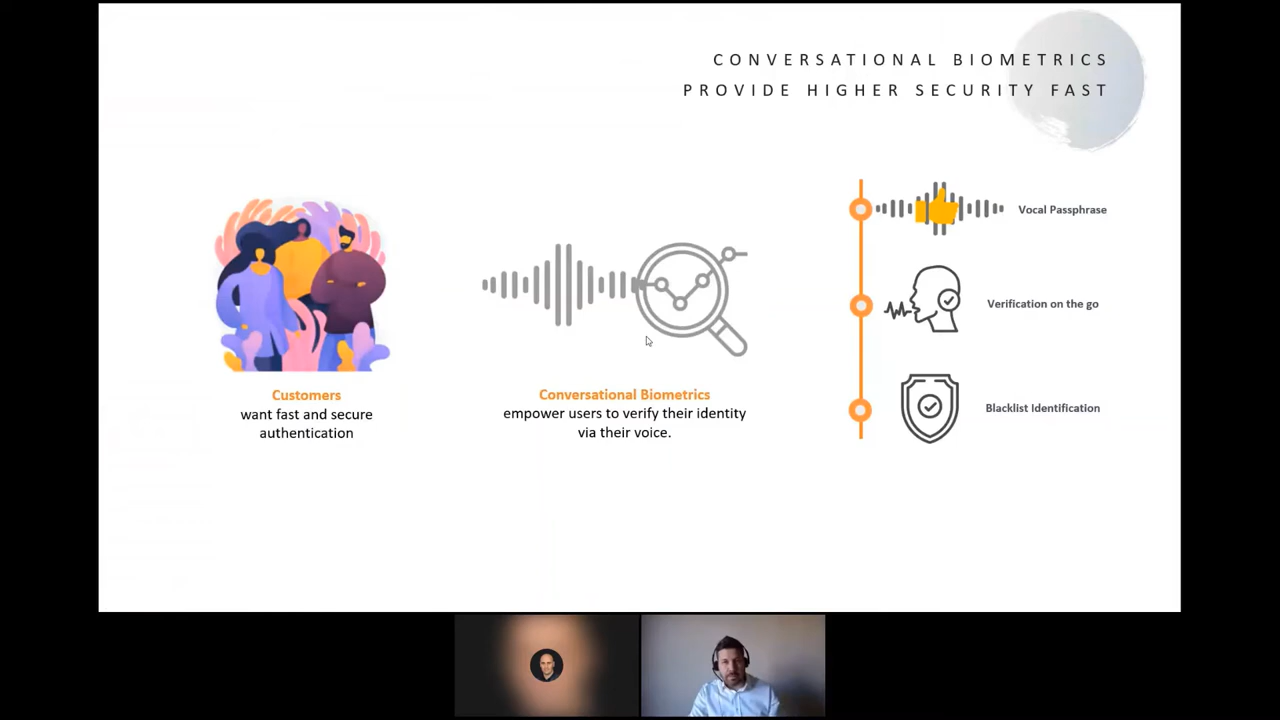 CONVERSATIONAL BIOMETRICS
PROVIDE HIGHER SECURITY FAST
Customers
want fast and secure
authentication
Conversational Biometrics
empower users to verify their identity
via their voice.
Vocal Passphrase
Verification on the go
Blacklist Identification